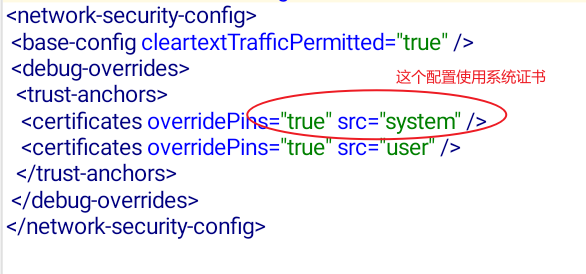 <network-security-config>
<base-config cleartextTrafficPermitted="true" />
<debug-overrides>
这个配置使用系统证书
<trust-anchors>
<certificates overridePins="true" src="system" />
<certificates overridePins="true" src="user" />
</trust-anchors>
</debug-overrides>
</network-security-config>